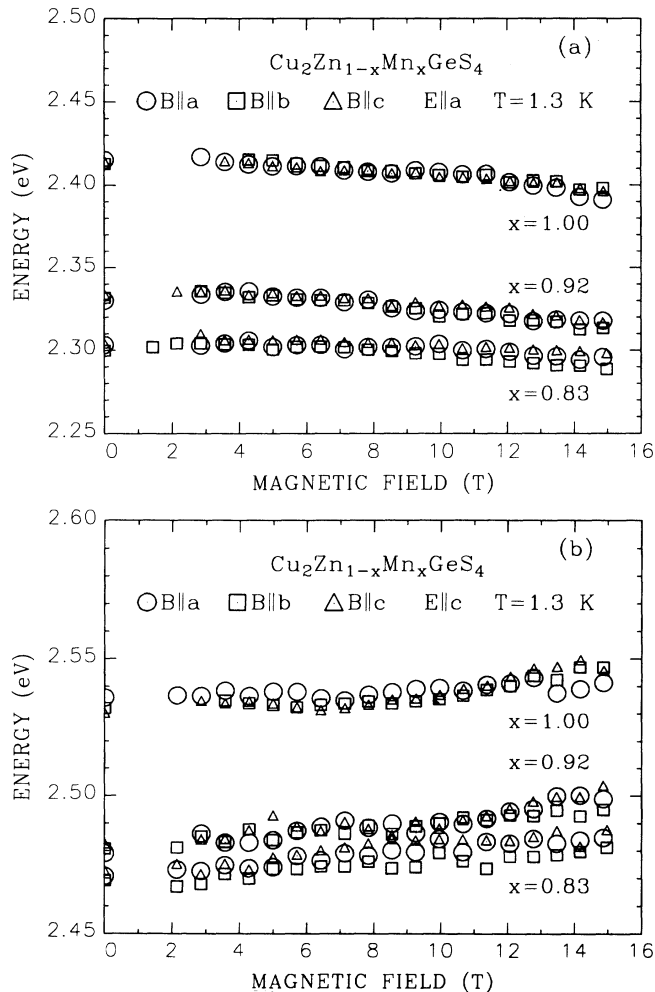 (a)
Cu₂Zn₁₋ₓMnₓGeS₄
○ B∥a □ B∥b △ B∥c E∥a T=1.3 K
2.50
2.45
2.40
2.35
2.30
2.25
ENERGY (eV)
x=1.00
x=0.92
x=0.83
0 2 4 6 8 10 12 14 16
MAGNETIC FIELD (T)
(b)
Cu₂Zn₁₋ₓMnₓGeS₄
○ B∥a □ B∥b △ B∥c E∥c T=1.3 K
2.60
2.55
2.50
2.45
ENERGY (eV)
x=1.00
x=0.92
x=0.83
0 2 4 6 8 10 12 14 16
MAGNETIC FIELD (T)